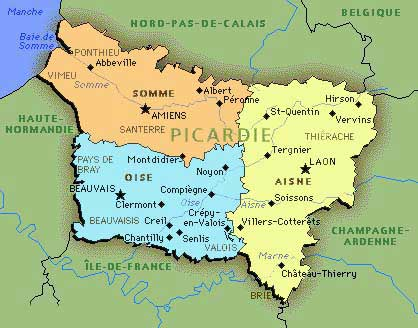 Manche
NORD-PAS-DE-CALAIS
BELGIQUE
Baie de
Somme
PONTHIEU
Abbeville
VIMEU
Somme
SOMME
Albert
Péronne
AMIENS
SANTERRE
HAUTE-
NORMANDIE
PICARDIE
St-Quentin
Hirson
Vervins
THIÉRACHE
Montdidier
Tergnier
PAYS DE
BRAY
OISE
Noyon
LAON
BEAUVAIS
Compiègne
AISNE
Clermont
Oise
Aisne
Soissons
BEAUVAISIS
Creil
Crépy-
en-Valois
Villers-Cotterêts
Chantilly
Senlis
VALOIS
CHAMPAGNE-
ARDENNE
Marne
ÎLE-DE-FRANCE
Château-Thierry
BRIE